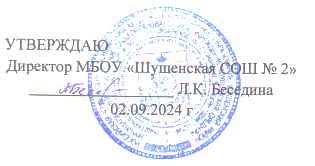 УТВЕРЖДАЮ
Директор МБОУ «Шушенская СОШ № 2»
Л.К. Беседина
02.09.2024 г